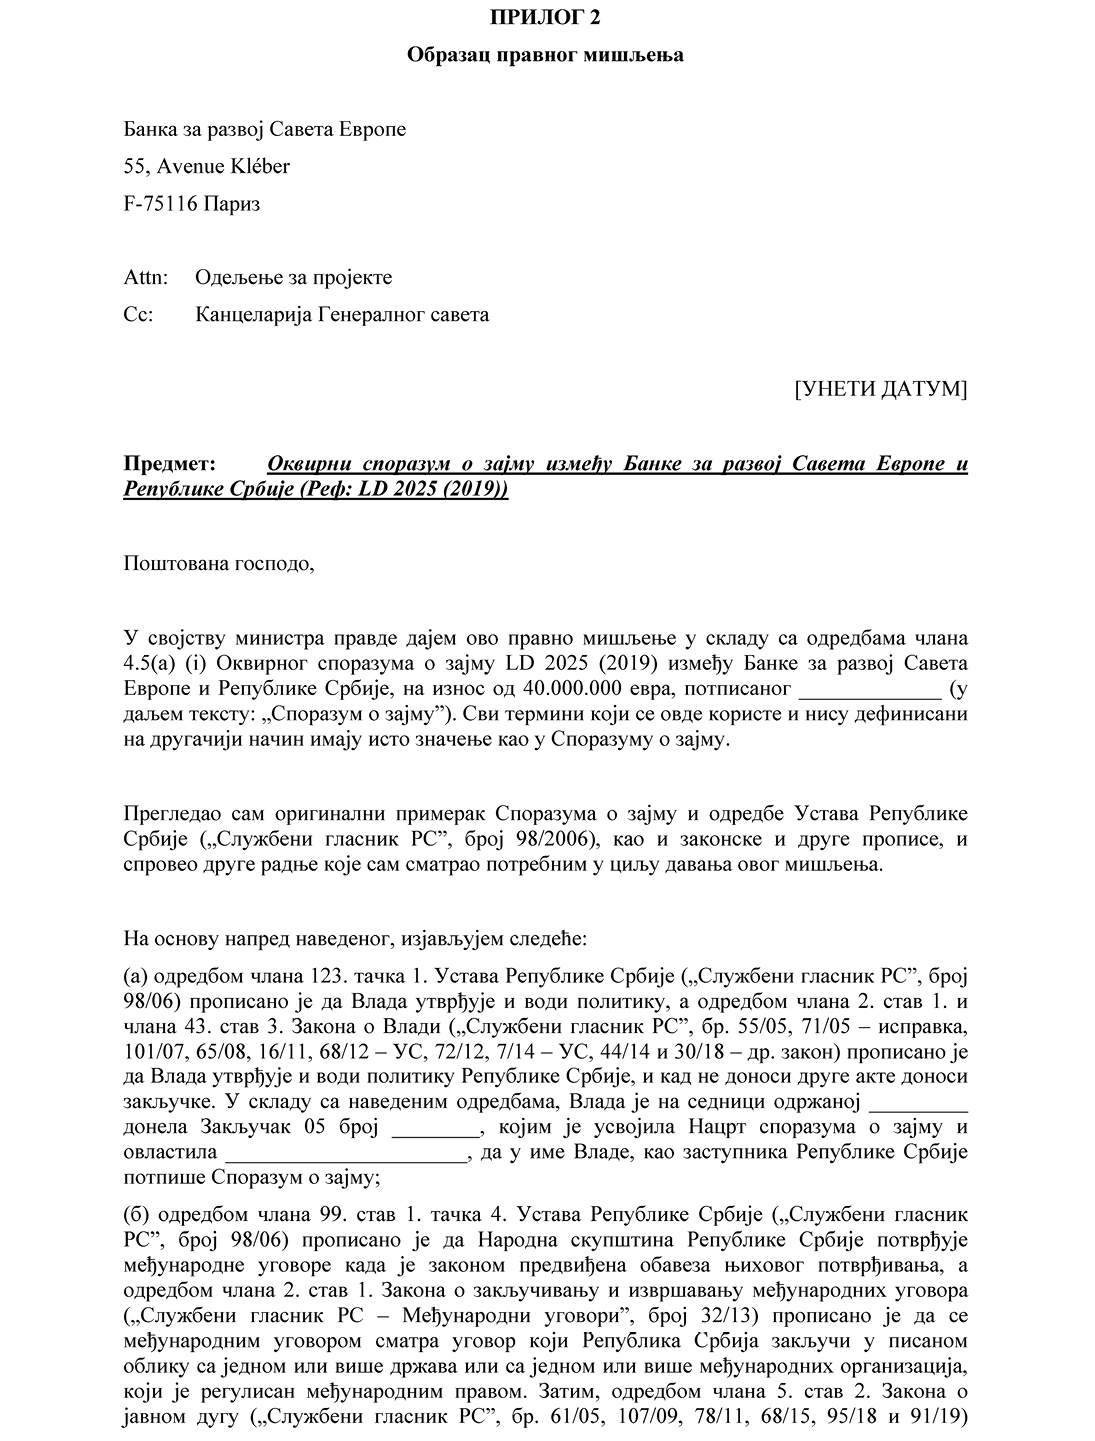 ПРИЛОГ 2
Образац правног мишљења
Банка за развој Савета Европе
55, Avenue Kléber
F-75116 Париз
Attn: Одељење за пројекте
Cc: Канцеларија Генералног савета
[УНЕТИ ДАТУМ]
Предмет: Оквирни споразум о зајму између Банке за развој Савета Европе и
Републике Србије (Реф: LD 2025 (2019))
Поштована господо,
У својству министра правде дајем ово правно мишљење у складу са одредбама члана
4.5(а) (i) Оквирног споразума о зајму LD 2025 (2019) између Банке за развој Савета
Европе и Републике Србије, на износ од 40.000.000 евра, потписаног _____________ (у
даљем тексту: „Споразум о зајму”). Сви термини који се овде користе и нису дефинисани
на другачији начин имају исто значење као у Споразуму о зајму.
Прегледао сам оригинални примерак Споразума о зајму и одредбе Устава Републике
Србије („Службени гласник РС”, број 98/2006), као и законске и друге прописе, и
спровео друге радње које сам сматрао потребним у циљу давања овог мишљења.
На основу напред наведеног, изјављујем следеће:
(а) одредбом члана 123. тачка 1. Устава Републике Србије („Службени гласник РС”, број
98/06) прописано је да Влада утврђује и води политику, а одредбом члана 2. став 1. и
члана 43. став 3. Закона о Влади („Службени гласник РС”, бр. 55/05, 71/05 – исправка,
101/07, 65/08, 16/11, 68/12 – УС, 72/12, 7/14 – УС, 44/14 и 30/18 – др. закон) прописано је
да Влада утврђује и води политику Републике Србије, и кад не доноси друге акте доноси
закључке. У складу са наведеним одредбама, Влада је на седници одржаној _________
донела Закључак 05 број ________, којим је усвојила Нацрт споразума о зајму и
овластила ______________________, да у име Владе, као заступника Републике Србије
потпише Споразум о зајму;
(б) одредбом члана 99. став 1. тачка 4. Устава Републике Србије („Службени гласник
РС”, број 98/06) прописано је да Народна скупштина Републике Србије потврђује
међународне уговоре када је законом предвиђена обавеза њиховог потврђивања, а
одредбом члана 2. став 1. Закона о закључивању и извршавању међународних уговора
(„Службени гласник РС – Међународни уговори”, број 32/13) прописано је да се
међународним уговором сматра уговор који Република Србија закључи у писаном
облику са једном или више држава или са једном или више међународних организација,
који је регулисан међународним правом. Затим, одредбом члана 5. став 2. Закона о
јавном дугу („Службени гласник РС”, бр. 61/05, 107/09, 78/11, 68/15, 95/18 и 91/19)